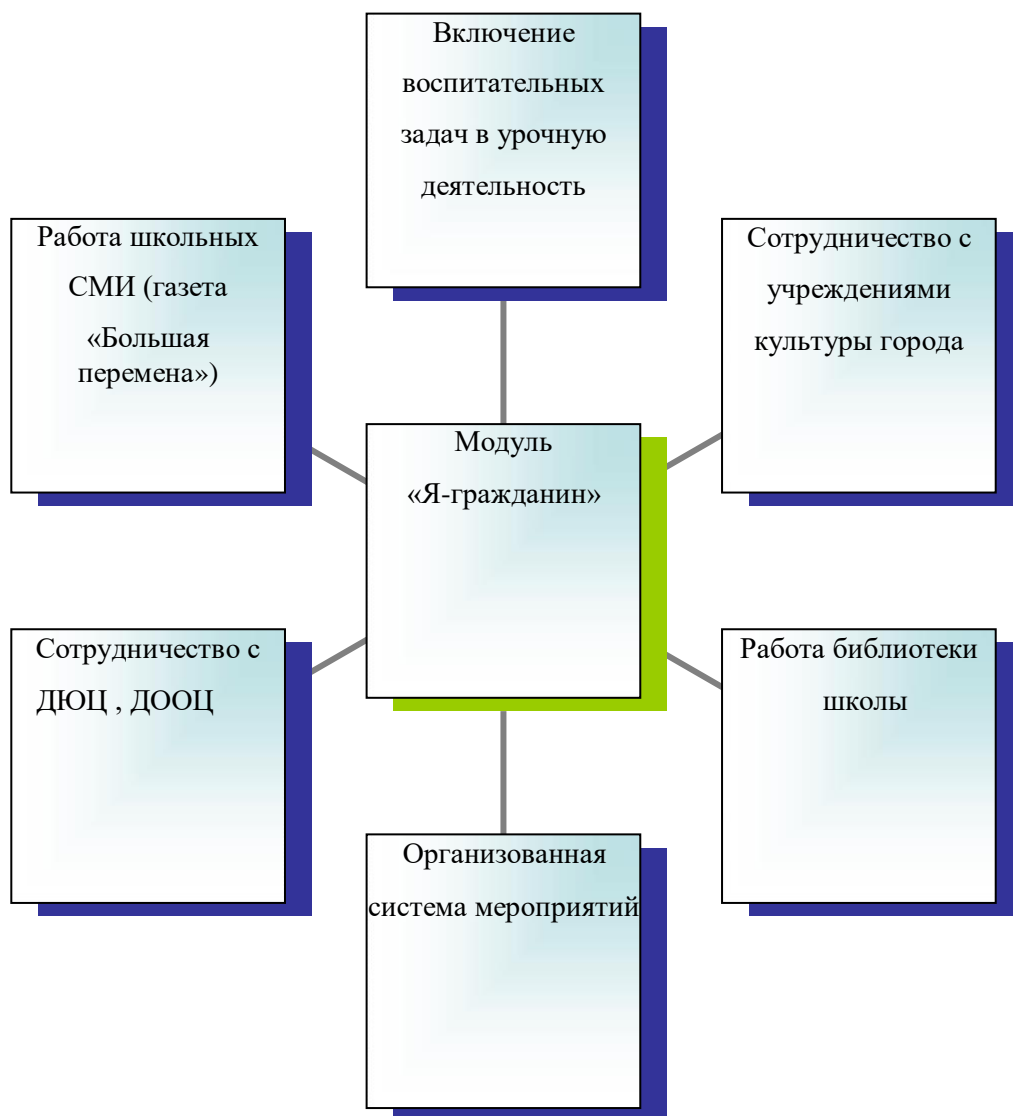 Включение
воспитательных
задач в урочную
деятельность
Работа школьных
СМИ (газета
«Большая
перемена»)
Сотрудничество с
учреждениями
культуры города
Модуль
«Я-гражданин»
Сотрудничество с
ДЮЦ , ДООЦ
Работа библиотеки
школы
Организованная
система мероприятий